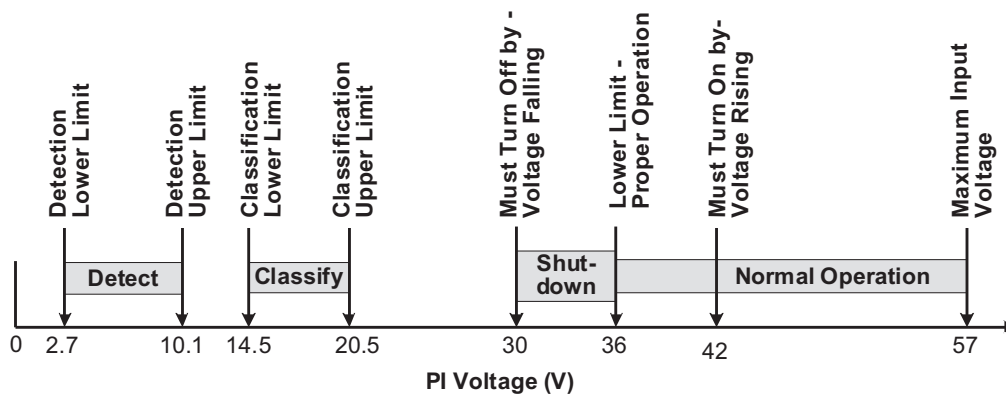 Detection
Lower Limit
Detection
Upper Limit
Classification
Lower Limit
Classification
Upper Limit
Must Turn Off by -
Voltage Falling
Lower Limit -
Proper Operation
Must Turn On by-
Voltage Rising
Maximum Input
Voltage
Detect
Classify
Shut-
down
Normal Operation
0
2.7
10.1
14.5
20.5
30
36
42
57
PI Voltage (V)